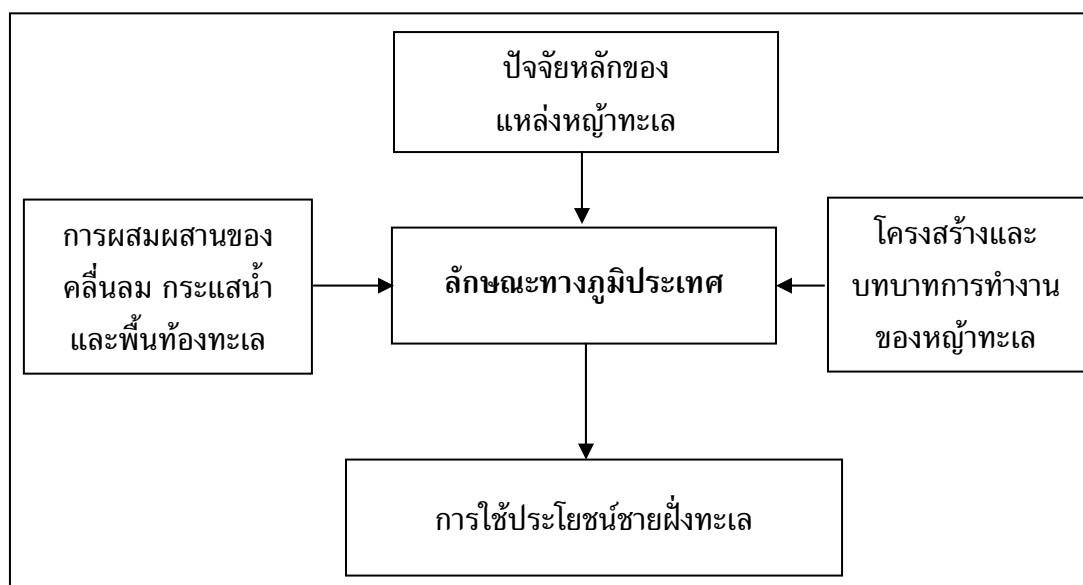 ปัจจัยหลักของ
แหล่งหญ้าทะเล
การผสมผสานของ
คลื่นลม กระแสน้ำ
และพื้นท้องทะเล
ลักษณะทางภูมิประเทศ
โครงสร้างและ
บทบาทการทำงาน
ของหญ้าทะเล
การใช้ประโยชน์ชายฝั่งทะเล